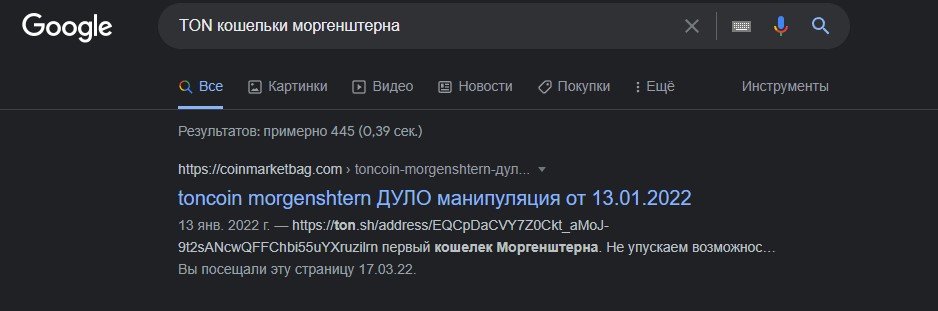 Google
TON кошельки моргенштерна
Все Картинки Видео Новости Покупки Ещё Инструменты
Результатов: примерно 445 (0,39 сек.)
https://coinmarketbag.com › toncoin-morgenshtern-дул...
toncoin morgenshtern ДУЛО манипуляция от 13.01.2022
13 янв. 2022 г. — https://ton.sh/address/EQCpDaCVY7Z0Ckt_aMoJ-
9t2sANcwQFFChbi55uYXruzilrn первый кошелек Моргенштерна. Не упускаем возможнос…
Вы посещали эту страницу 17.03.22.